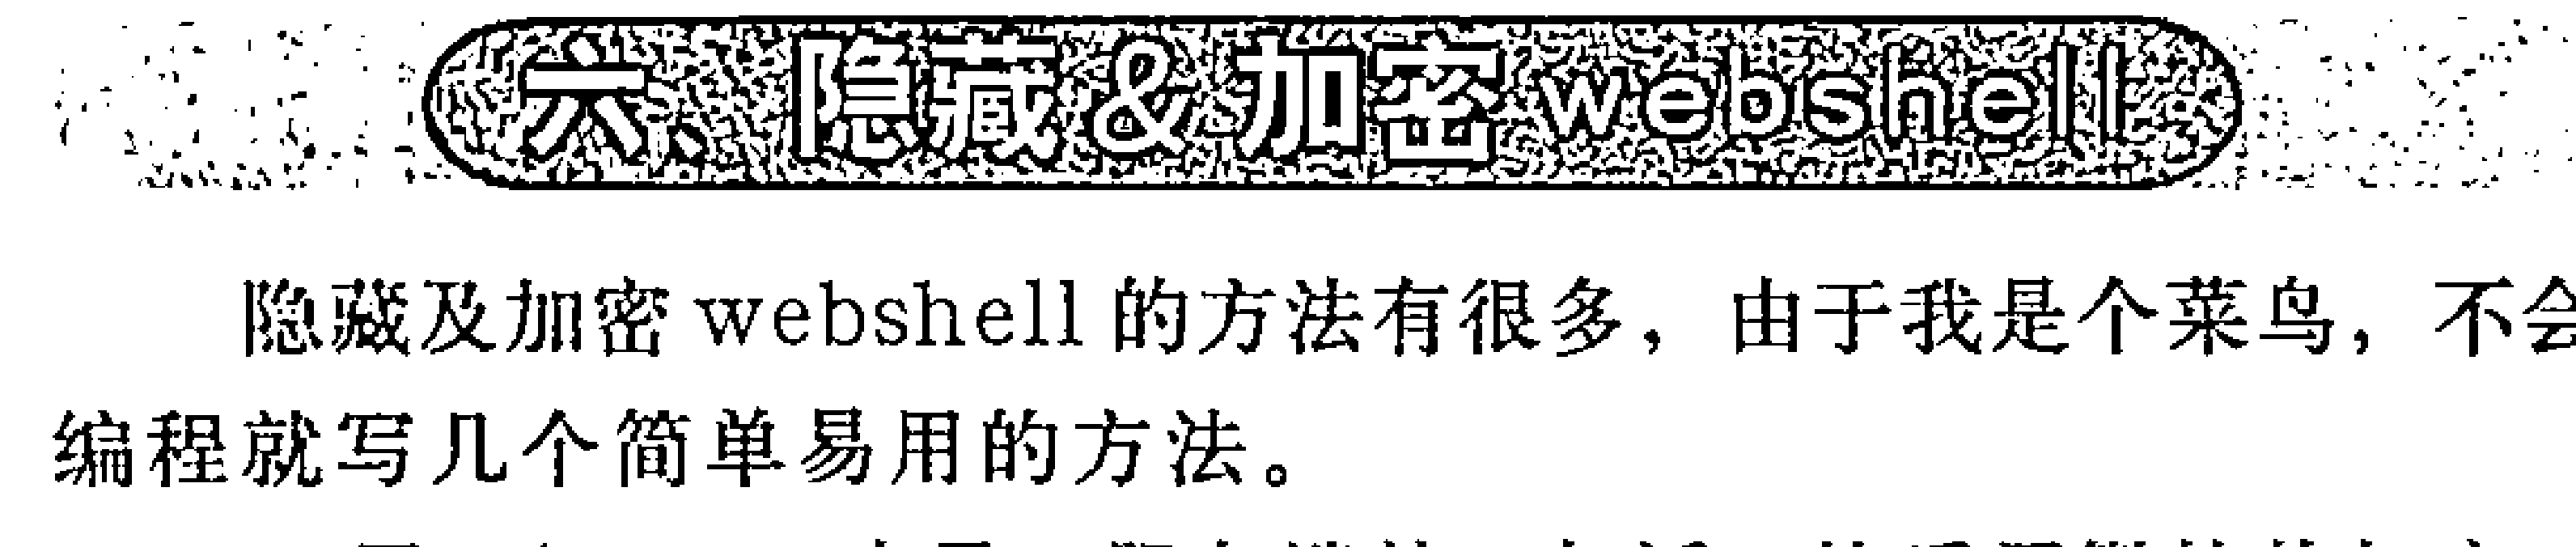 六、隐藏&加密webshell
隐藏及加密webshell的方法有很多，由于我是个菜鸟，不会
编程就写几个简单易用的方法。